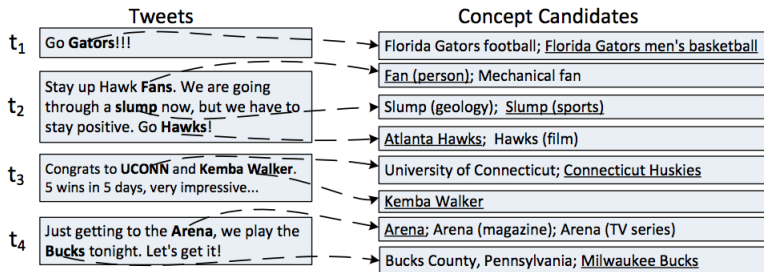 Tweets
Concept Candidates
t1
Go Gators!!!
Florida Gators football; Florida Gators men's basketball
t2
Stay up Hawk Fans. We are going
through a slump now, but we have to
stay positive. Go Hawks!
Fan (person); Mechanical fan
Slump (geology); Slump (sports)
Atlanta Hawks; Hawks (film)
t3
Congrats to UCONN and Kemba Walker.
5 wins in 5 days, very impressive...
University of Connecticut; Connecticut Huskies
Kemba Walker
t4
Just getting to the Arena, we play the
Bucks tonight. Let's get it!
Arena; Arena (magazine); Arena (TV series)
Bucks County, Pennsylvania; Milwaukee Bucks